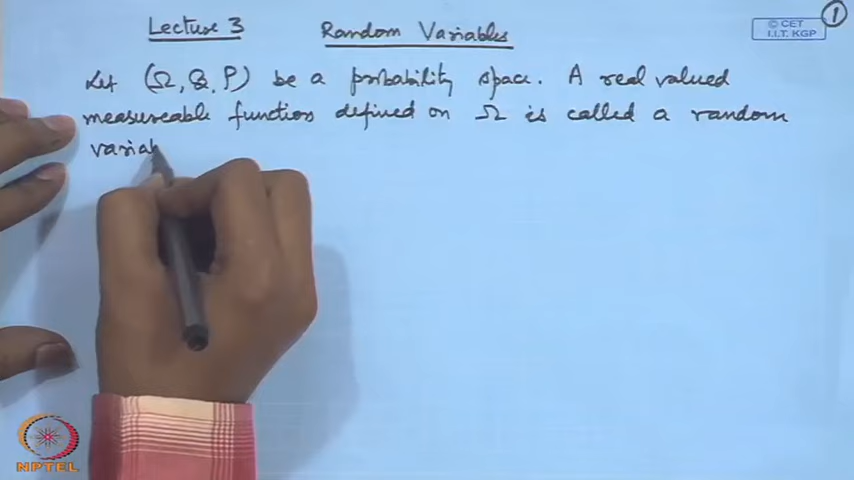 Lecture 3
Random Variables
1
© CET
I.I.T. KGP
Let (Ω, B, P) be a probability space. A real valued
measureable function defined on Ω is called a random
variab
NPTEL